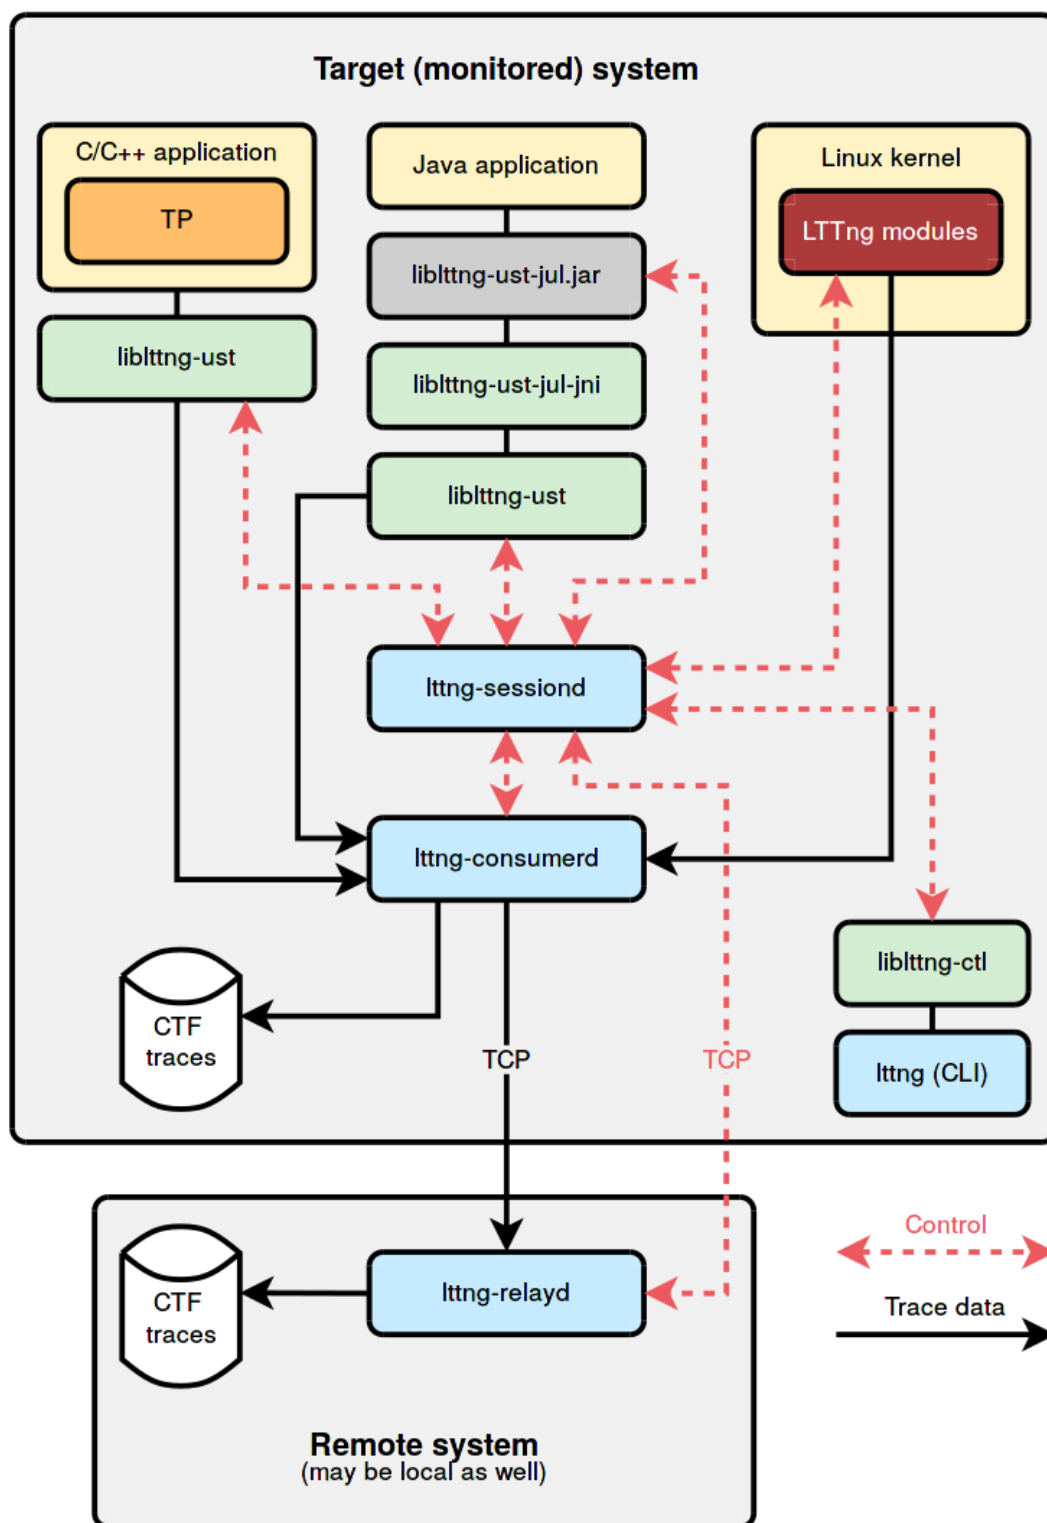 Target (monitored) system
C/C++ application
TP
liblttng-ust
Java application
liblttng-ust-jul.jar
liblttng-ust-jul-jni
liblttng-ust
Linux kernel
LTTng modules
lttng-sessiond
lttng-consumerd
liblttng-ctl
lttng (CLI)
CTF
traces
TCP
TCP
CTF
traces
lttng-relayd
Control
Trace data
Remote system
(may be local as well)